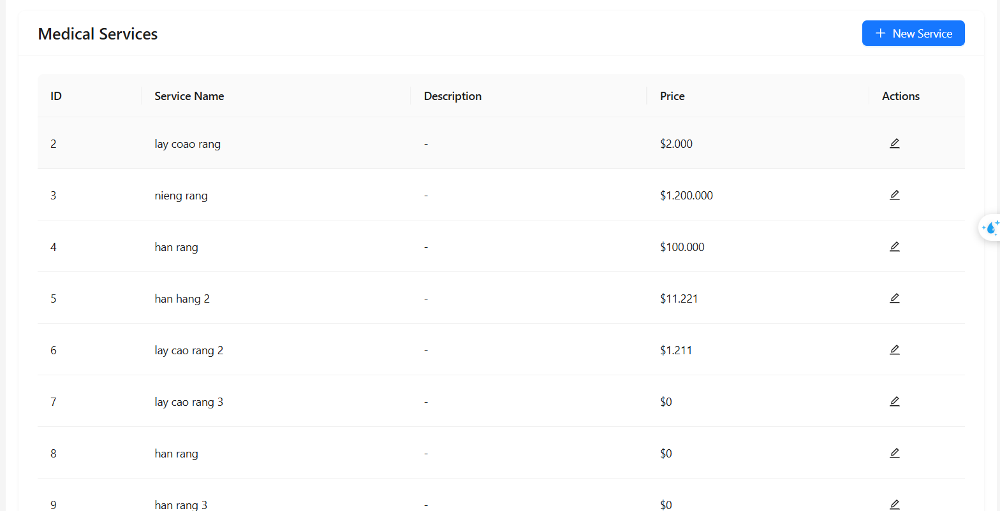 Medical Services
New Service
ID Service Name Description Price Actions
2 lay coao rang - $2.000
3 nieng rang - $1.200.000
4 han rang - $100.000
5 han hang 2 - $11.221
6 lay cao rang 2 - $1.211
7 lay cao rang 3 - $0
8 han rang - $0
9 han rang 3 - $0